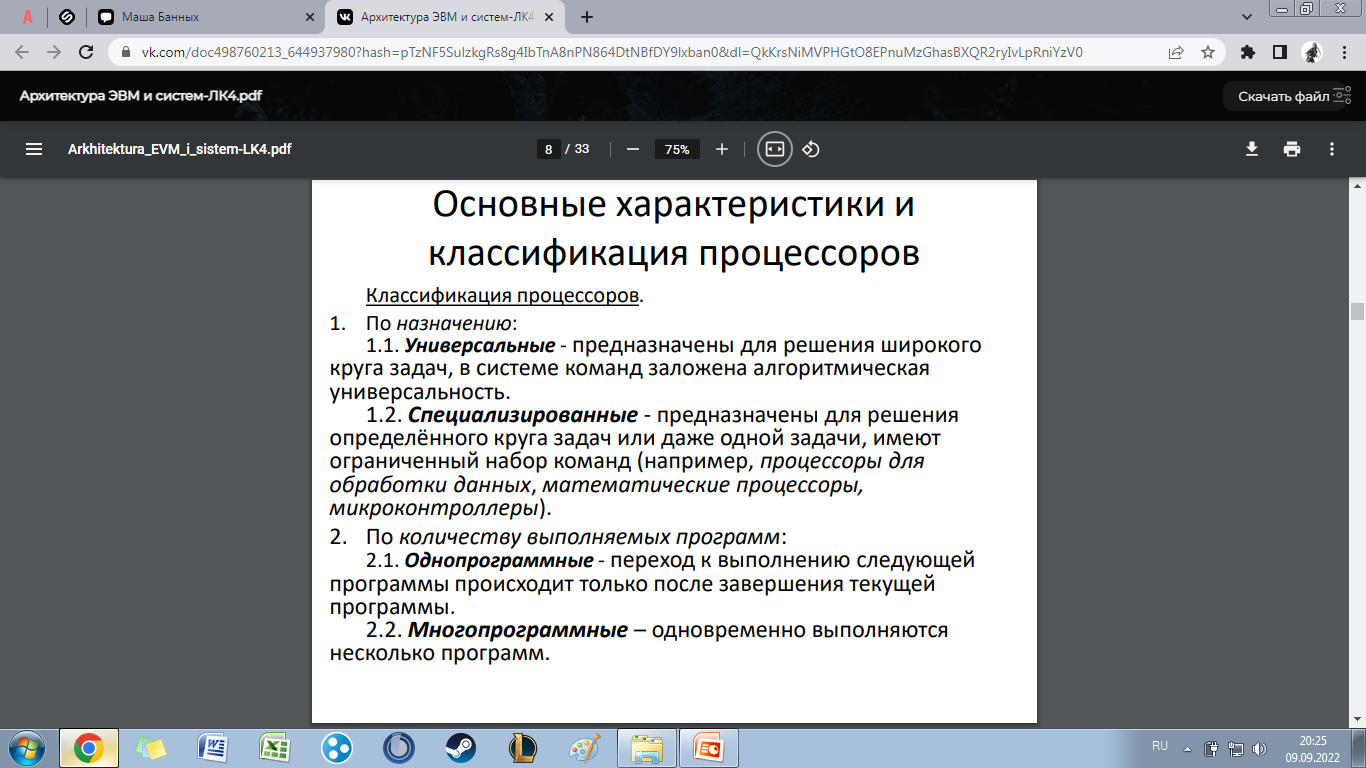 Маша Банных
Архитектура ЭВМ и систем-ЛК4
vk.com/doc498760213_644937980?hash=pTzNF5SuIzkgRs8g4IbTnA8nPN864DtNBfDY9lxban0&dl=QkKrsNiMVPHGtO8EPnuMzGhasBXQR2ryIvLpRniYzV0
Архитектура ЭВМ и систем-ЛК4.pdf
Скачать файл
Arkhitektura_EVM_i_sistem-LK4.pdf
8 / 33
75%
Основные характеристики и
классификация процессоров
Классификация процессоров.
1. По назначению:
1.1. Универсальные - предназначены для решения широкого
круга задач, в системе команд заложена алгоритмическая
универсальность.
1.2. Специализированные - предназначены для решения
определённого круга задач или даже одной задачи, имеют
ограниченный набор команд (например, процессоры для
обработки данных, математические процессоры,
микроконтроллеры).
2. По количеству выполняемых программ:
2.1. Однопрограммные - переход к выполнению следующей
программы происходит только после завершения текущей
программы.
2.2. Многопрограммные – одновременно выполняются
несколько программ.
RU
20:25
09.09.2022